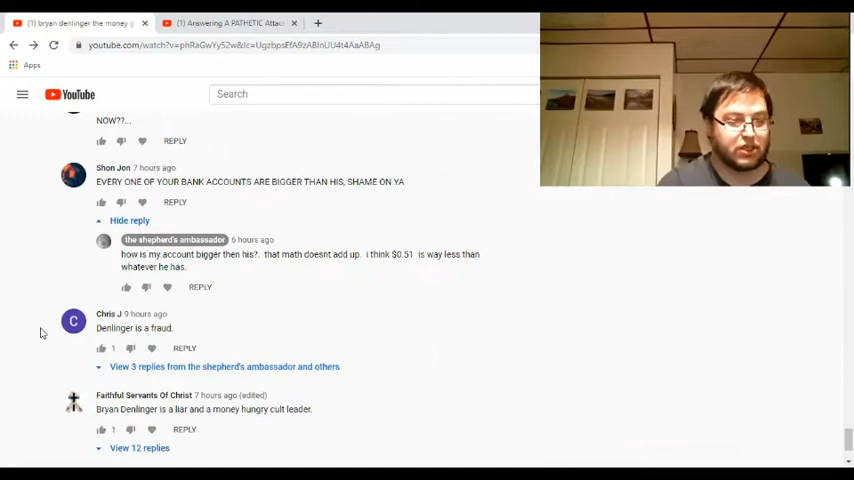 (1) bryan denlinger the money g
(1) Answering A PATHETIC Attac
youtube.com/watch?v=phRaGwYy52w&lc=UgzbpsEfA9zABlnUU4t4AaABAg
Apps
YouTube
Search
NOW??...
REPLY
Shon Jon 7 hours ago
EVERY ONE OF YOUR BANK ACCOUNTS ARE BIGGER THAN HIS, SHAME ON YA
REPLY
Hide reply
the shepherd's ambassador 6 hours ago
how is my account bigger then his?. that math doesnt add up. i think $0.51 is way less than
whatever he has.
REPLY
Chris J 9 hours ago
Denlinger is a fraud.
1 REPLY
View 3 replies from the shepherd's ambassador and others
Faithful Servants Of Christ 7 hours ago (edited)
Bryan Denlinger is a liar and a money hungry cult leader.
1 REPLY
View 12 replies